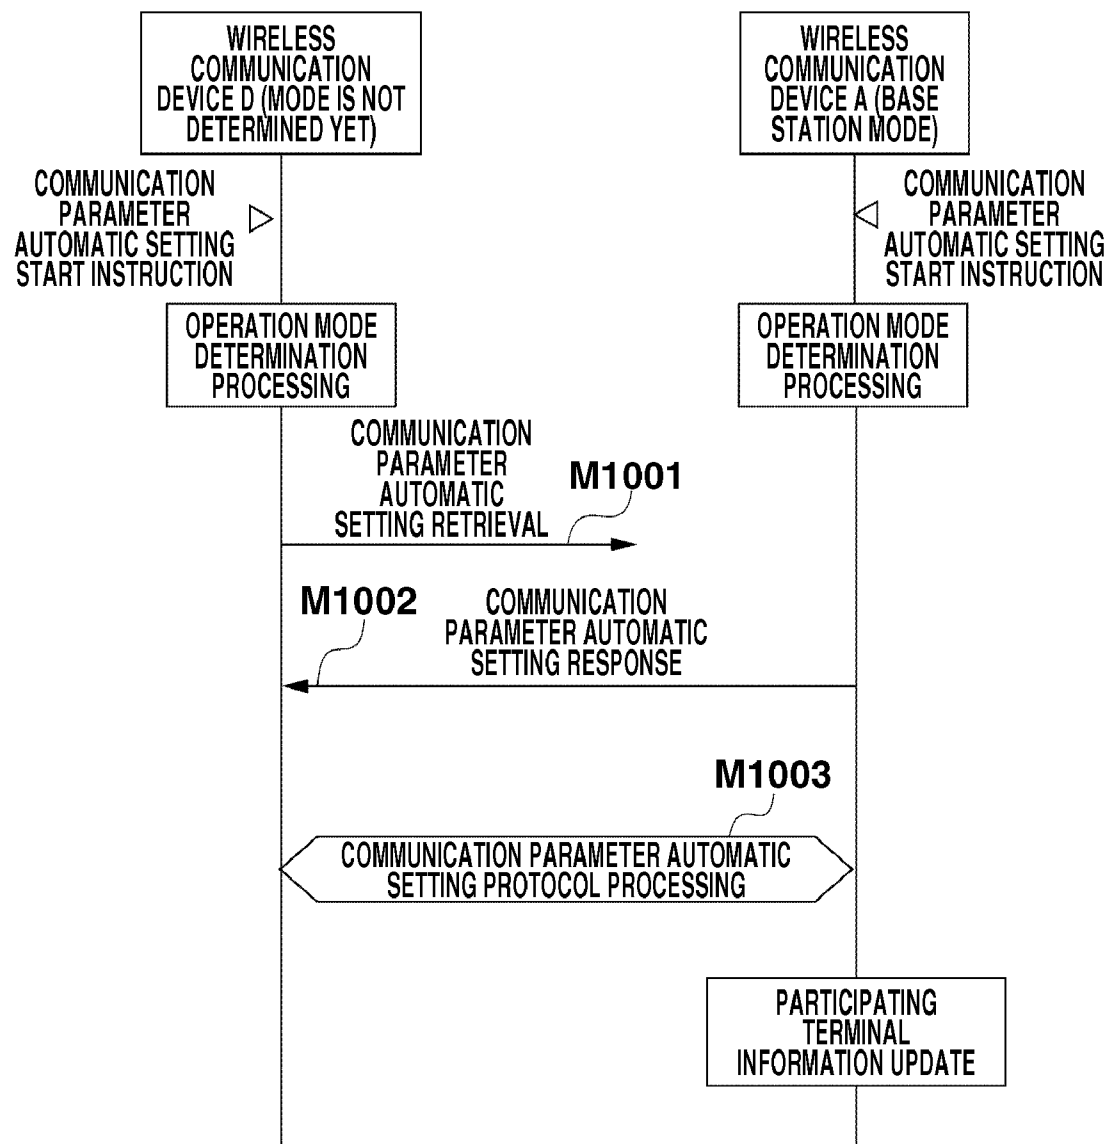 WIRELESS
COMMUNICATION
DEVICE D (MODE IS NOT
DETERMINED YET)
WIRELESS
COMMUNICATION
DEVICE A (BASE
STATION MODE)
COMMUNICATION
PARAMETER
AUTOMATIC SETTING
START INSTRUCTION
COMMUNICATION
PARAMETER
AUTOMATIC SETTING
START INSTRUCTION
OPERATION MODE
DETERMINATION
PROCESSING
OPERATION MODE
DETERMINATION
PROCESSING
COMMUNICATION
PARAMETER
AUTOMATIC
SETTING RETRIEVAL
M1001
M1002
COMMUNICATION
PARAMETER AUTOMATIC
SETTING RESPONSE
M1003
COMMUNICATION PARAMETER AUTOMATIC
SETTING PROTOCOL PROCESSING
PARTICIPATING
TERMINAL
INFORMATION UPDATE